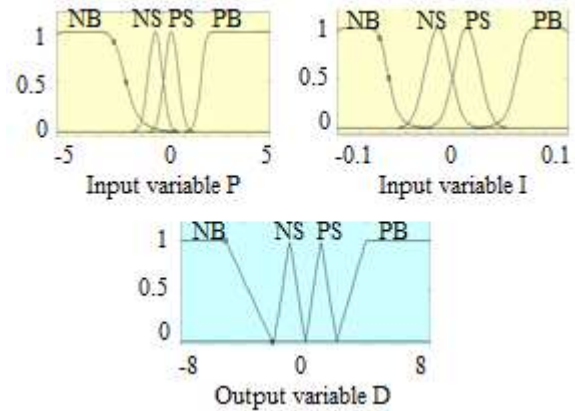 NB NS PS PB
1
0.5
0
-5 0 5
Input variable P
NB NS PS PB
1
0.5
0
-0.1 0 0.1
Input variable I
NB NS PS PB
1
0.5
0
-8 0 8
Output variable D